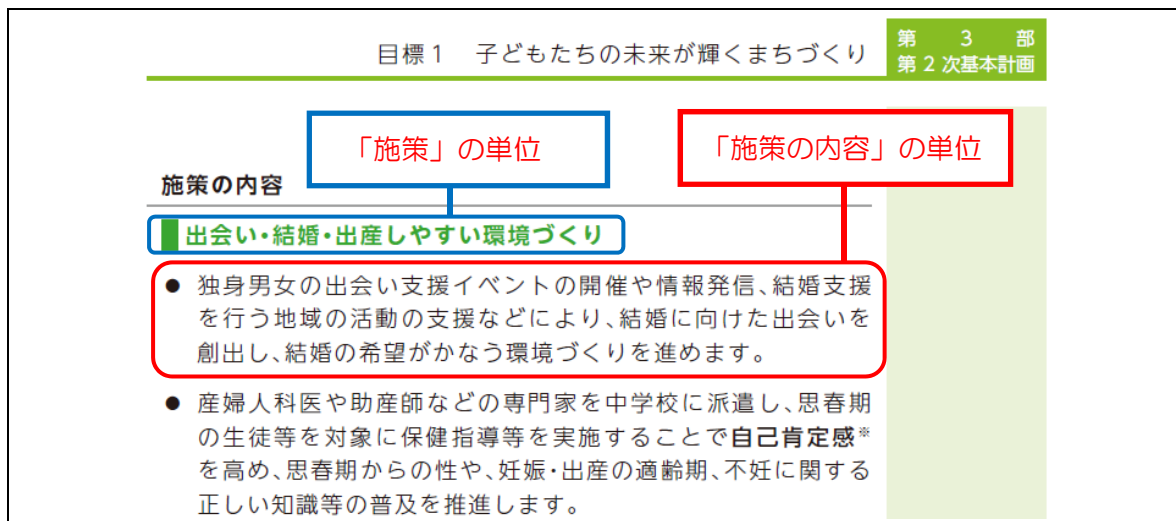 目標1　子どもたちの未来が輝くまちづくり
第　3　部
第2次基本計画
「施策」の単位
「施策の内容」の単位
施策の内容
出会い・結婚・出産しやすい環境づくり
● 独身男女の出会い支援イベントの開催や情報発信、結婚支援
を行う地域の活動の支援などにより、結婚に向けた出会いを
創出し、結婚の希望がかなう環境づくりを進めます。
● 産婦人科医や助産師などの専門家を中学校に派遣し、思春期
の生徒等を対象に保健指導等を実施することで自己肯定感※
を高め、思春期からの性や、妊娠・出産の適齢期、不妊に関する
正しい知識等の普及を推進します。